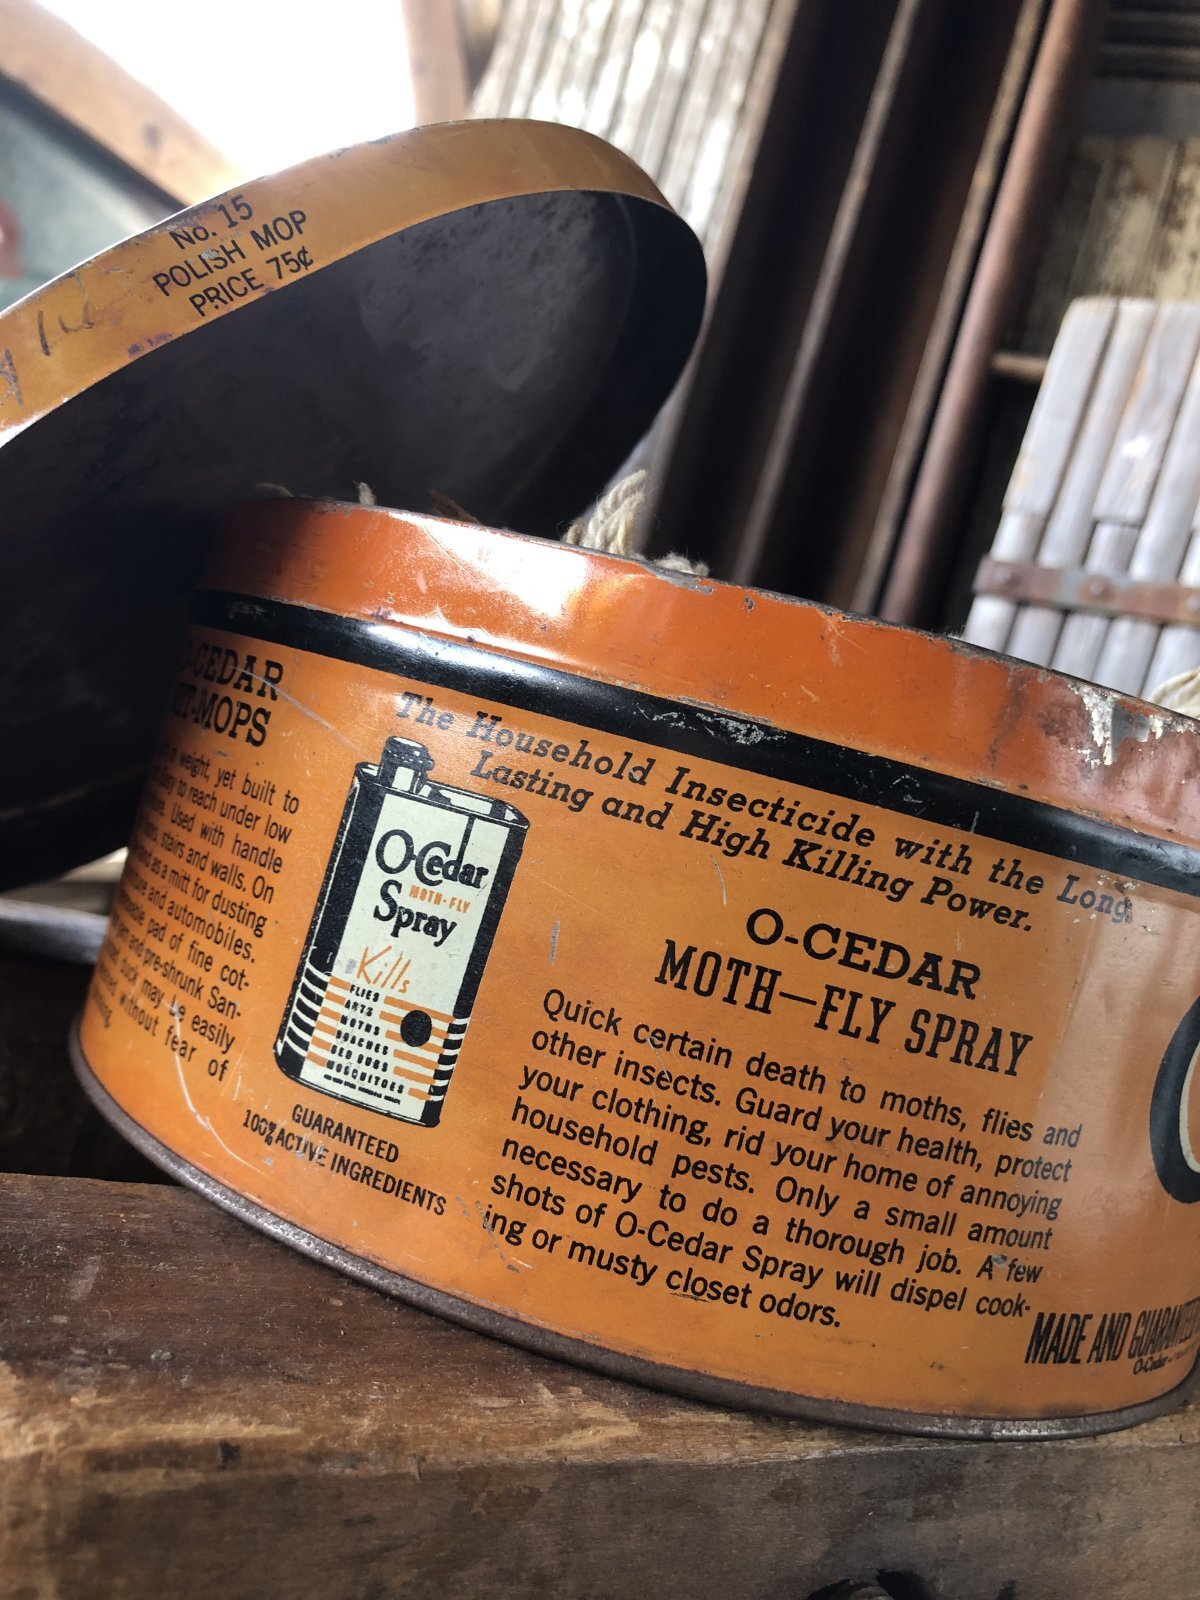 No. 15
POLISH MOP
PRICE 75¢
O-CEDAR
MOPS
weight, yet built to
Easy to reach under low
Used with handle
stairs and walls. On
as a mitt for dusting
and automobiles.
pad of fine cot-
and pre-shrunk San-
duck may be easily
without fear of
The Household Insecticide with the Long
Lasting and High Killing Power.
O-Cedar
MOTH-FLY
Spray
Kills
FLIES
ANTS
MOTHS
ROACHES
BED BUGS
MOSQUITOES
GUARANTEED
100% ACTIVE INGREDIENTS
O-CEDAR
MOTH—FLY SPRAY
Quick certain death to moths, flies and
other insects. Guard your health, protect
your clothing, rid your home of annoying
household pests. Only a small amount
necessary to do a thorough job. A few
shots of O-Cedar Spray will dispel cook-
ing or musty closet odors.
MADE AND
O-Cedar